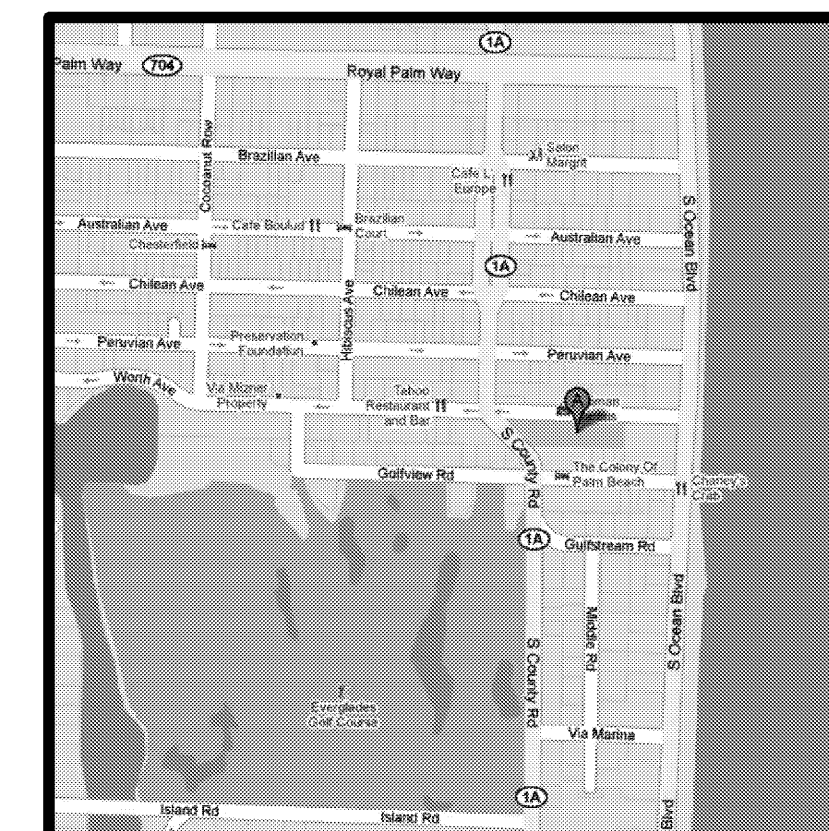 1A
Palm Way
704
Royal Palm Way
Cocoanut Row
Brazilian Ave
Salon
Margrit
Cafe L
Europe
S Ocean Blvd
Australian Ave
Cafe Boulud
Brazilian
Court
Australian Ave
Chesterfield
1A
Chilean Ave
Chilean Ave
Chilean Ave
Hibiscus Ave
Peruvian Ave
Preservation
Foundation
Peruvian Ave
Worth Ave
Via Mizner
Property
Taboo
Restaurant
and Bar
A
S County Rd
Golfview Rd
The Colony Of
Palm Beach
Charley's
Crab
1A
Gulfstream Rd
Middle Rd
S Ocean Blvd
S County Rd
Everglades
Golf Course
Via Marina
1A
Island Rd
Island Rd
Blvd